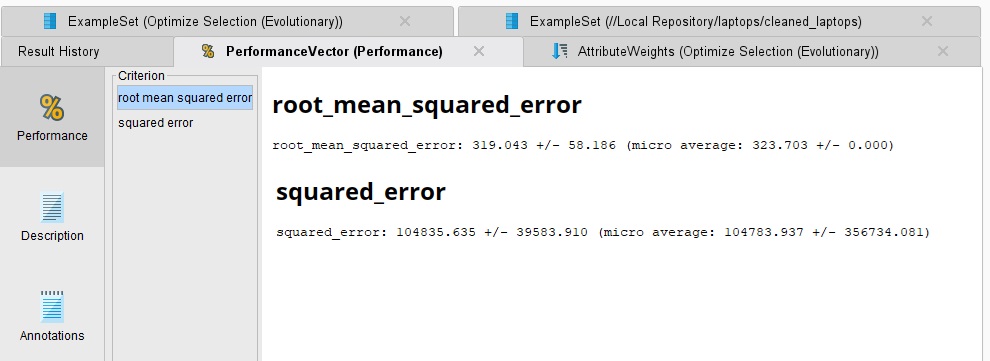 ExampleSet (Optimize Selection (Evolutionary))
ExampleSet (//Local Repository/laptops/cleaned_laptops)
Result History
% PerformanceVector (Performance)
AttributeWeights (Optimize Selection (Evolutionary))
%
Performance
Description
Annotations
Criterion
root mean squared error
squared error
root_mean_squared_error
root_mean_squared_error: 319.043 +/- 58.186 (micro average: 323.703 +/- 0.000)
squared_error
squared_error: 104835.635 +/- 39583.910 (micro average: 104783.937 +/- 356734.081)